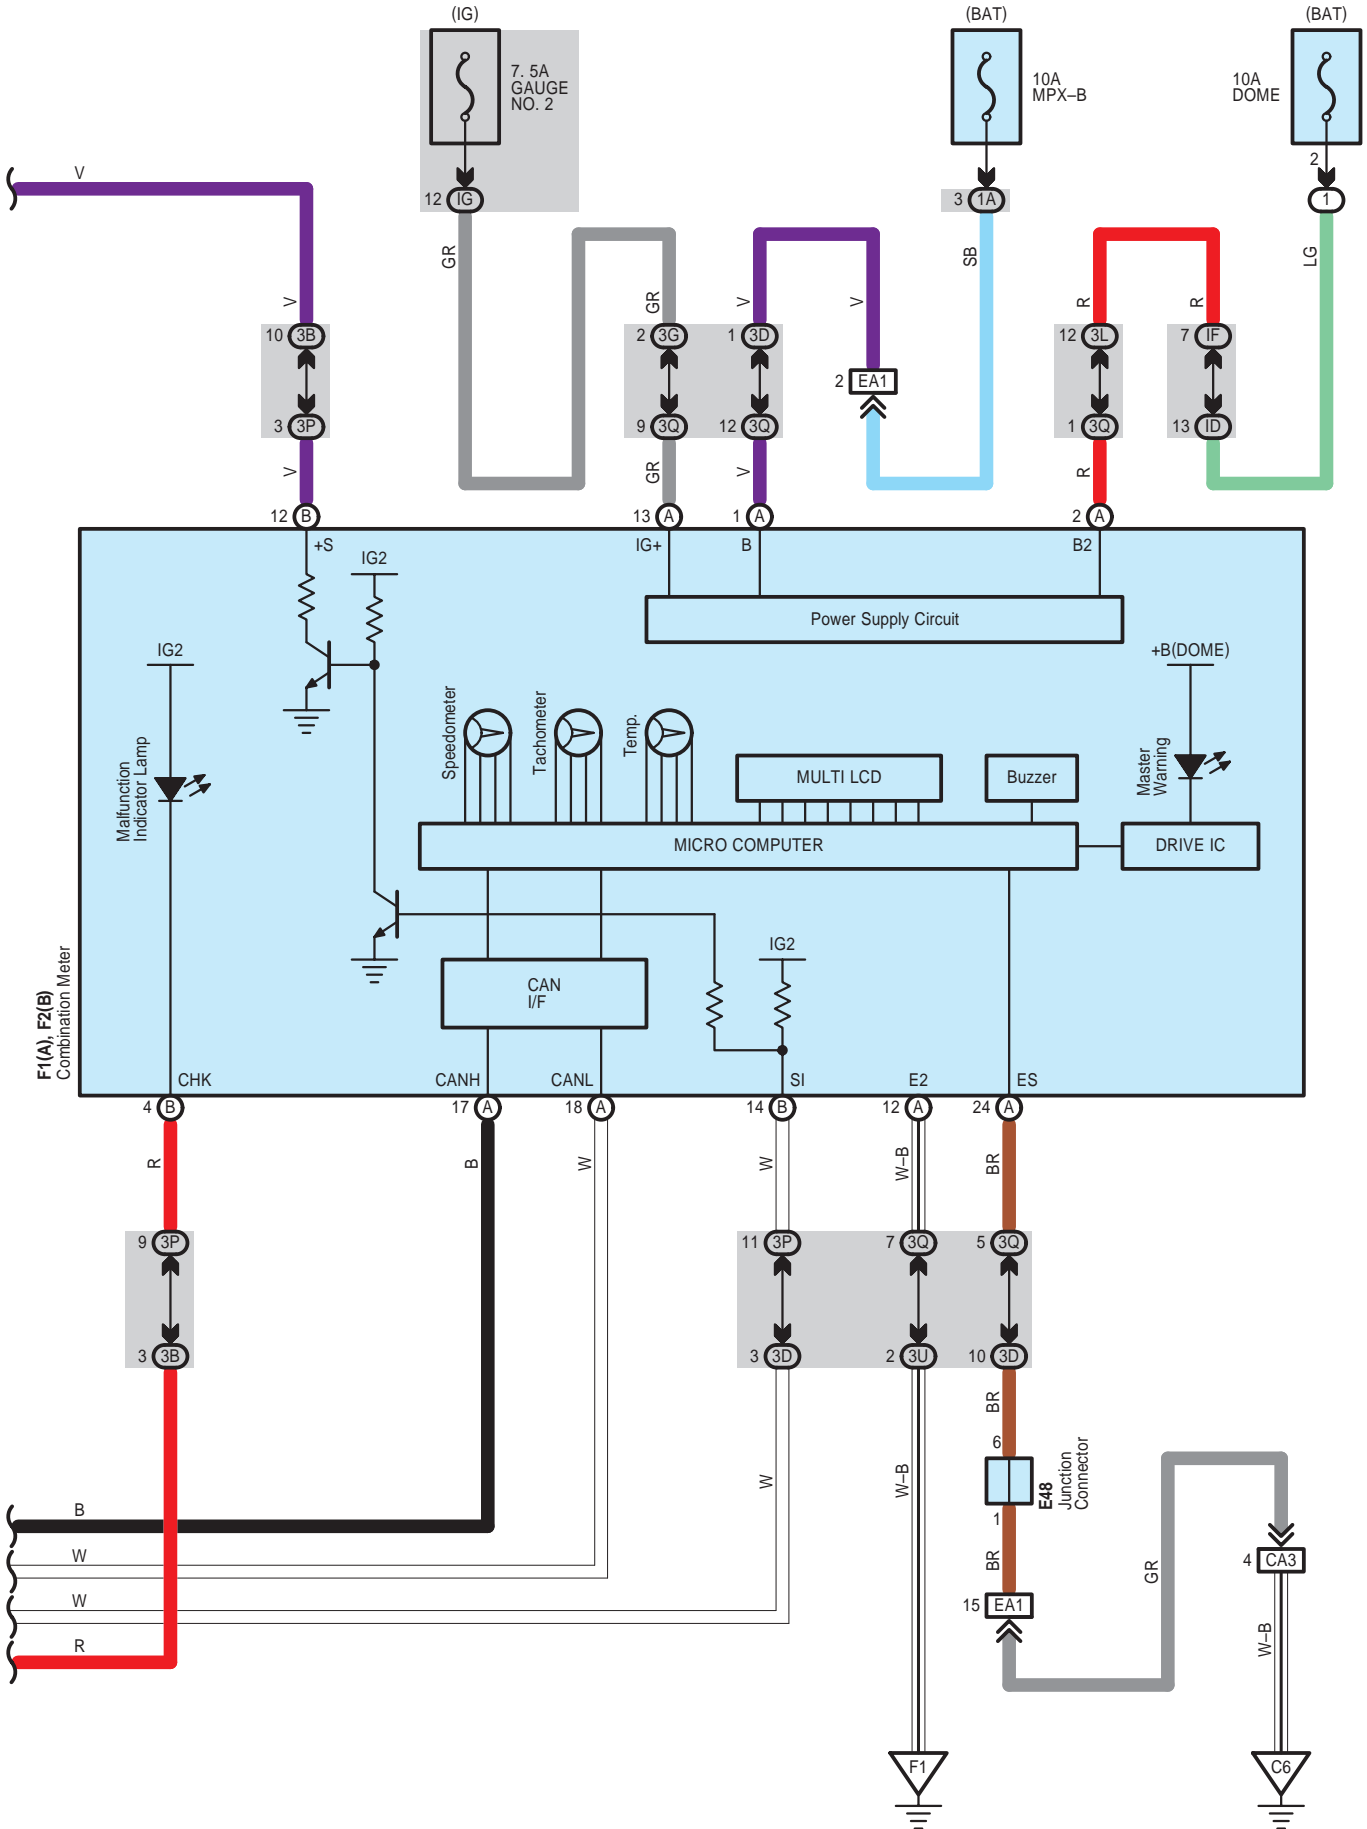 (IG)
(BAT)
(BAT)
7. 5A
GAUGE
NO. 2
10A
MPX–B
10A
DOME
2
V
12 IG
3 1A
1
GR
SB
LG
V
GR
V
V
R
R
10 3B
2 3G
1 3D
12 3L
7 IF
2 EA1
3 3P
9 3Q
12 3Q
1 3Q
13 ID
V
GR
V
R
12 B
13 A
1 A
2 A
+S
IG+
B
B2
IG2
Power Supply Circuit
IG2
+B(DOME)
Malfunction
Indicator Lamp
Speedometer
Tachometer
Temp.
MULTI LCD
Buzzer
Master
Warning
MICRO COMPUTER
DRIVE IC
IG2
CAN
I/F
F1(A), F2(B)
Combination Meter
CHK
CANH
CANL
SI
E2
ES
4 B
17 A
18 A
14 B
12 A
24 A
R
B
W
W
W–B
BR
9 3P
11 3P
7 3Q
5 3Q
3 3B
3 3D
2 3U
10 3D
BR
6
W
W–B
E48
Junction
Connector
1
B
W
BR
GR
4 CA3
W
15 EA1
R
W–B
F1
C6